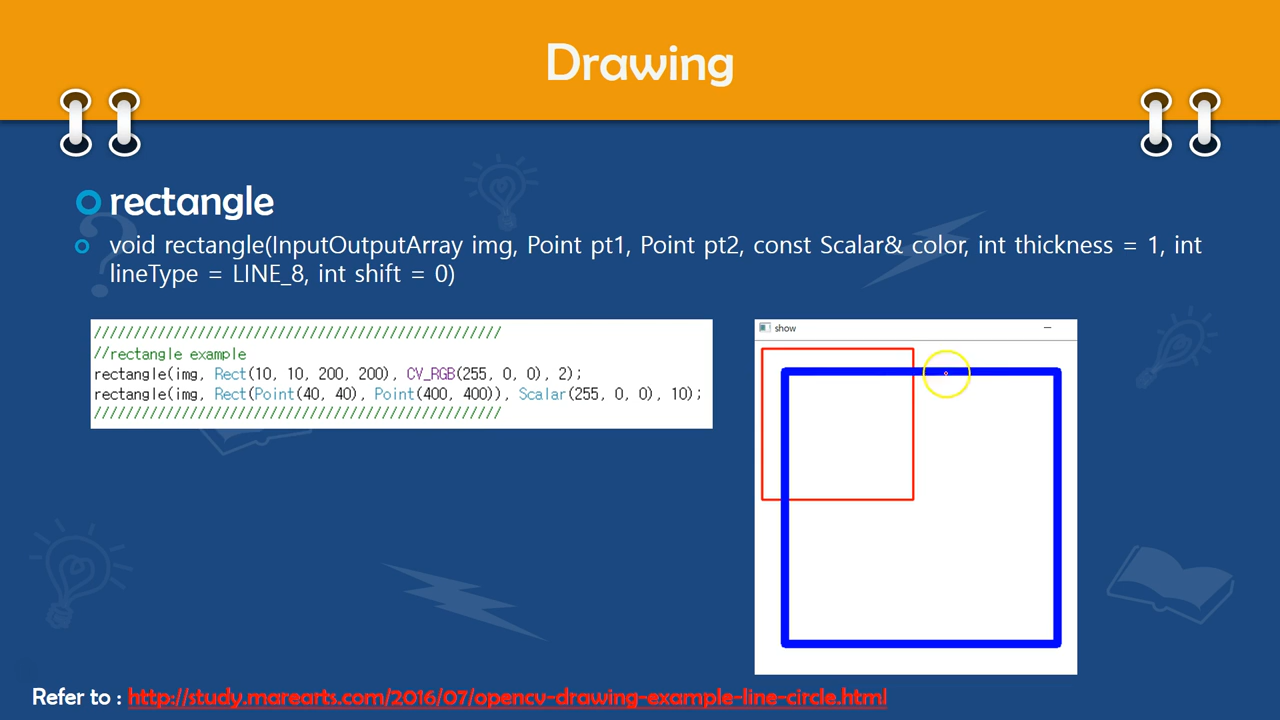 Drawing
rectangle
void rectangle(InputOutputArray img, Point pt1, Point pt2, const Scalar& color, int thickness = 1, int
lineType = LINE_8, int shift = 0)
///////////////////////////////////////////////////
//rectangle example
rectangle(img, Rect(10, 10, 200, 200), CV_RGB(255, 0, 0), 2);
rectangle(img, Rect(Point(40, 40), Point(400, 400)), Scalar(255, 0, 0), 10);
///////////////////////////////////////////////////
show
Refer to : http://study.marearts.com/2016/07/opencv-drawing-example-line-circle.html